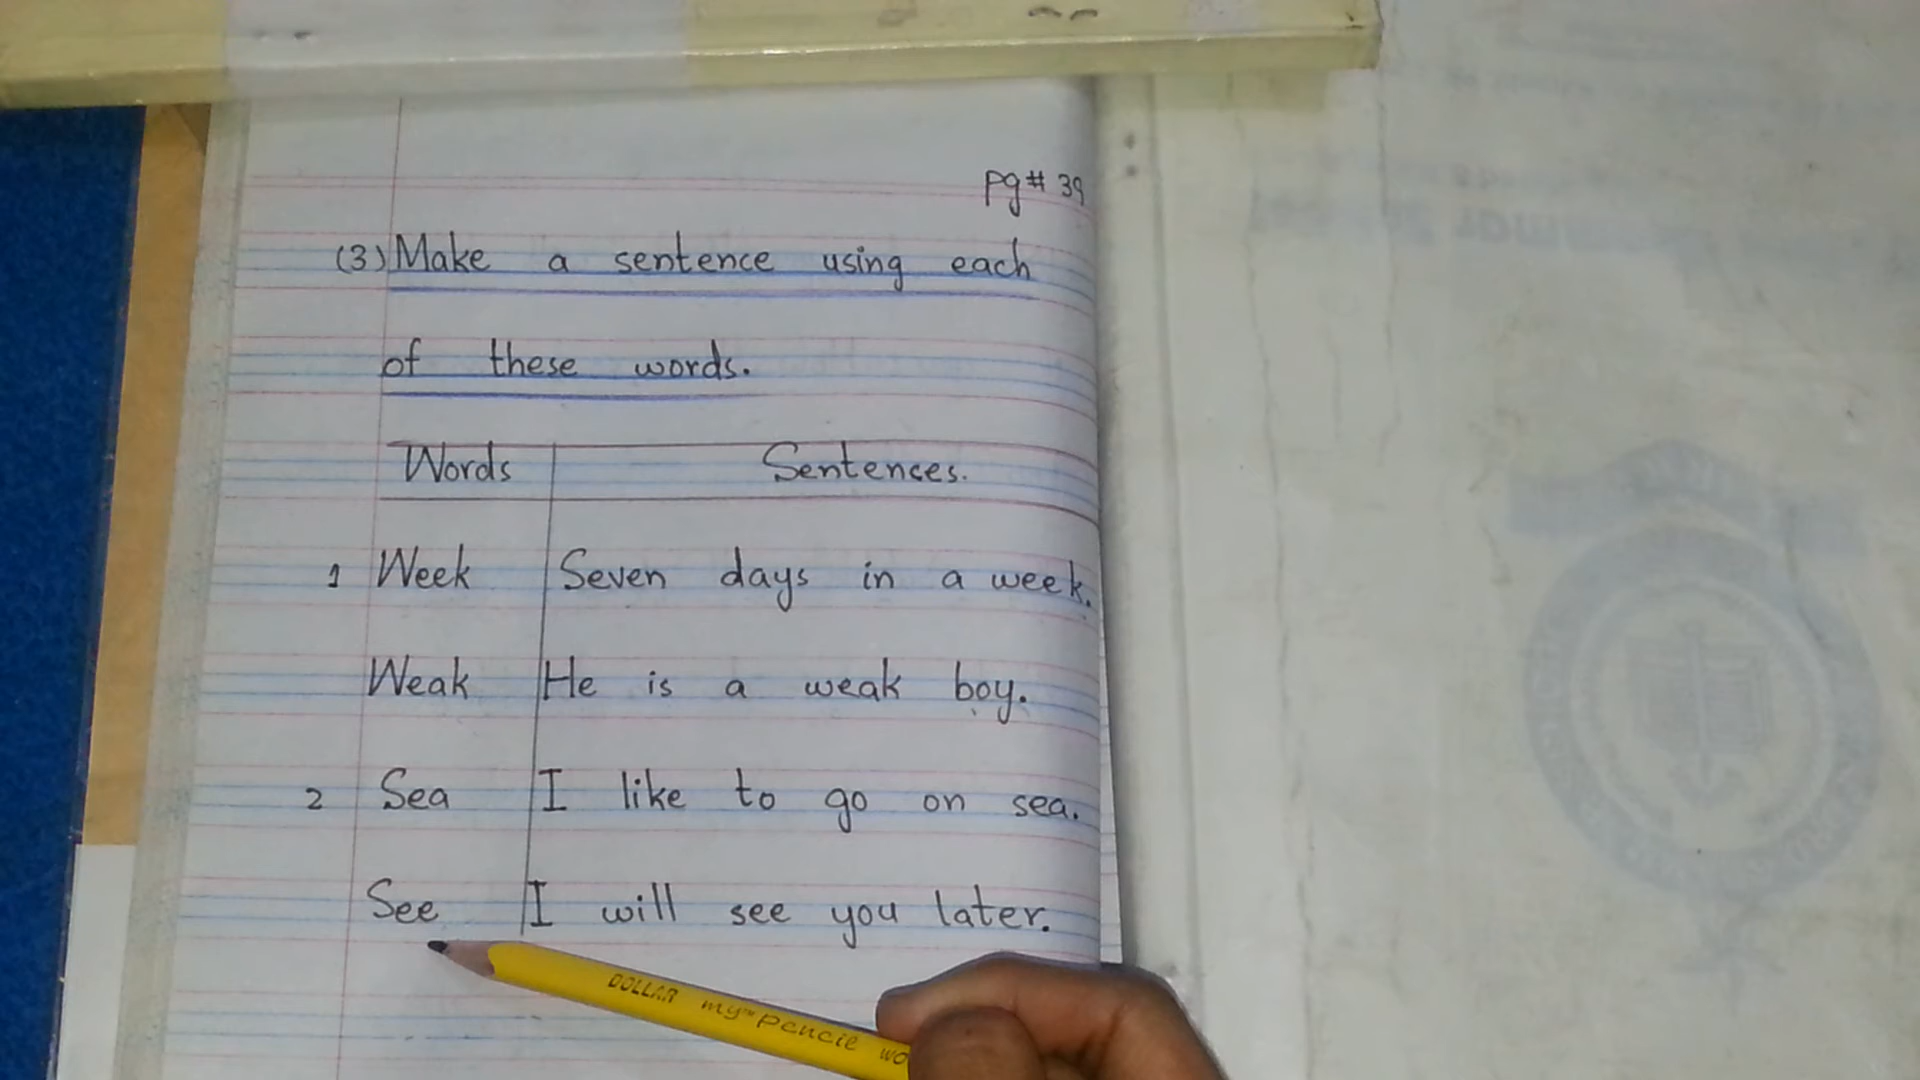 pg# 39
(3) Make a sentence using each
of these words.
Words Sentences.
1 Week Seven days in a week.
Weak He is a weak boy.
2 Sea I like to go on sea.
See I will see you later.
DOLLAR my pencil